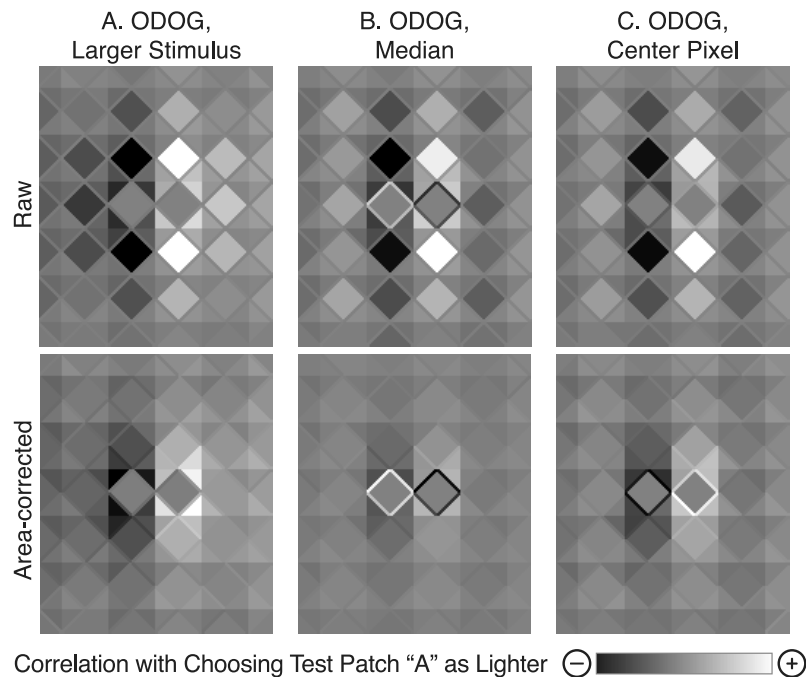 A. ODOG,
Larger Stimulus
B. ODOG,
Median
C. ODOG,
Center Pixel
Raw
Area-corrected
Correlation with Choosing Test Patch “A” as Lighter − +